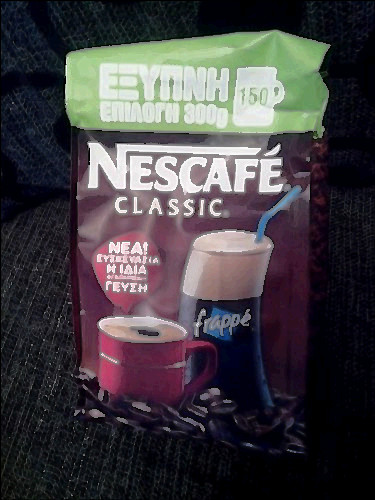 ΕΞΥΠΝΗ
ΕΠΙΛΟΓΗ 300g
150
NESCAFÉ®
CLASSIC®
ΝΕΑ!
ΣΥΣΚΕΥΑΣΙΑ
Η ΙΔΙΑ
ΓΕΥΣΗ
frappé